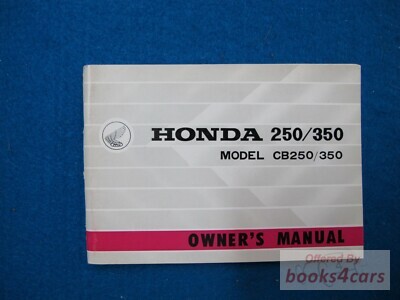 HONDA 250/350
MODEL CB250/350
OWNER'S MANUAL
Offered By
books4cars